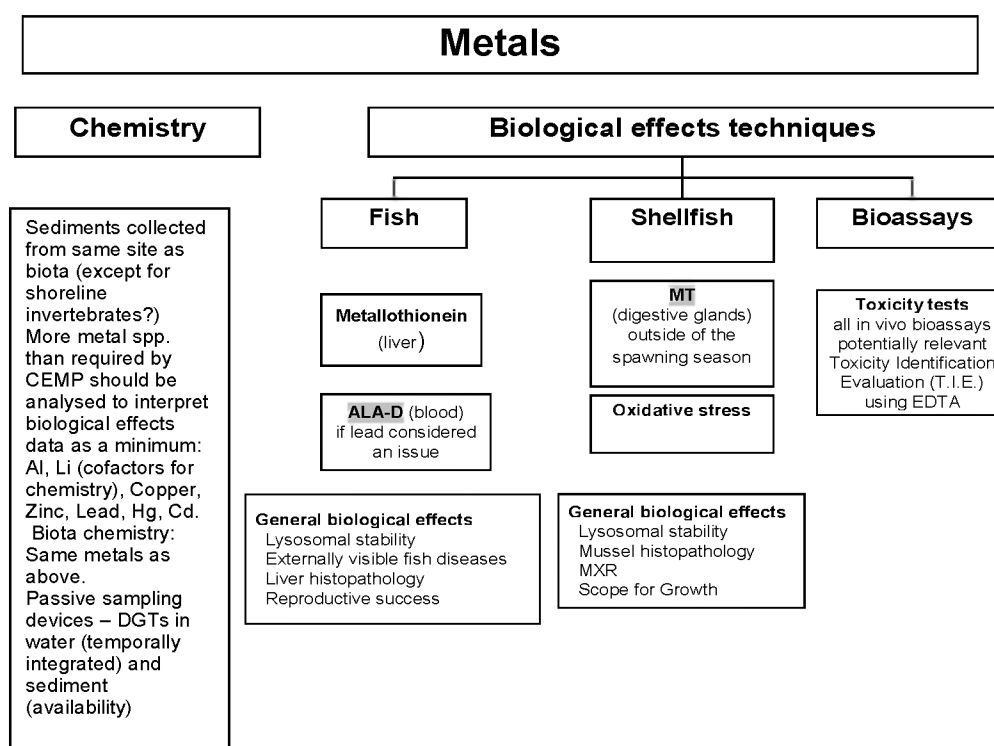 Metals
Chemistry
Biological effects techniques
Sediments collected
from same site as
biota (except for
shoreline
invertebrates?)
More metal spp.
than required by
CEMP should be
analysed to interpret
biological effects
data as a minimum:
Al, Li (cofactors for
chemistry), Copper,
Zinc, Lead, Hg, Cd.
Biota chemistry:
Same metals as
above.
Passive sampling
devices – DGTs in
water (temporally
integrated) and
sediment
(availability)
Fish
Metallothionein
(liver)
ALA-D (blood)
if lead considered
an issue
General biological effects
Lysosomal stability
Externally visible fish diseases
Liver histopathology
Reproductive success
Shellfish
MT
(digestive glands)
outside of the
spawning season
Oxidative stress
General biological effects
Lysosomal stability
Mussel histopathology
MXR
Scope for Growth
Bioassays
Toxicity tests
all in vivo bioassays
potentially relevant
Toxicity Identification
Evaluation (T.I.E.)
using EDTA